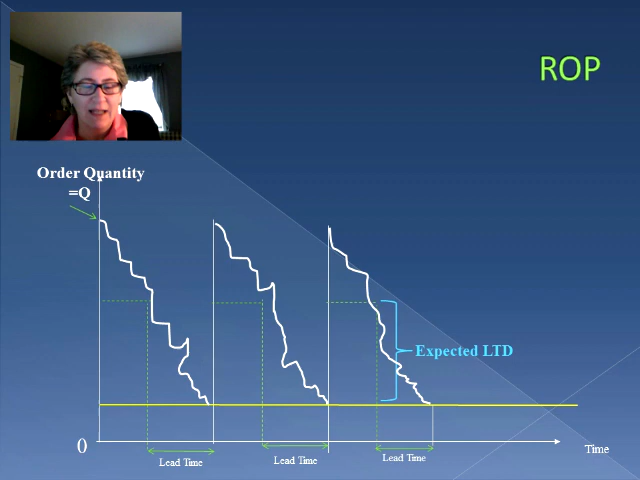 ROP
Order Quantity
=Q
Expected LTD
0
Time
Lead Time
Lead Time
Lead Time